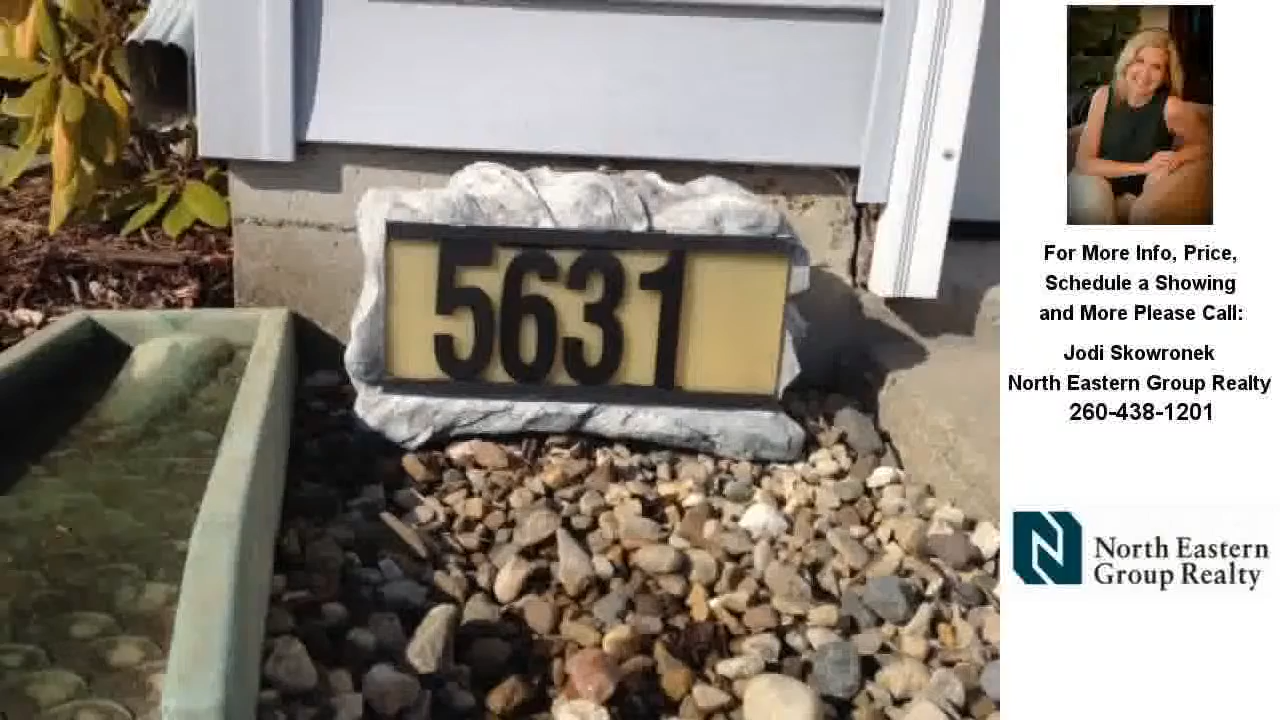 5631
For More Info, Price,
Schedule a Showing
and More Please Call:
Jodi Skowronek
North Eastern Group Realty
260-438-1201
N North Eastern
Group Realty